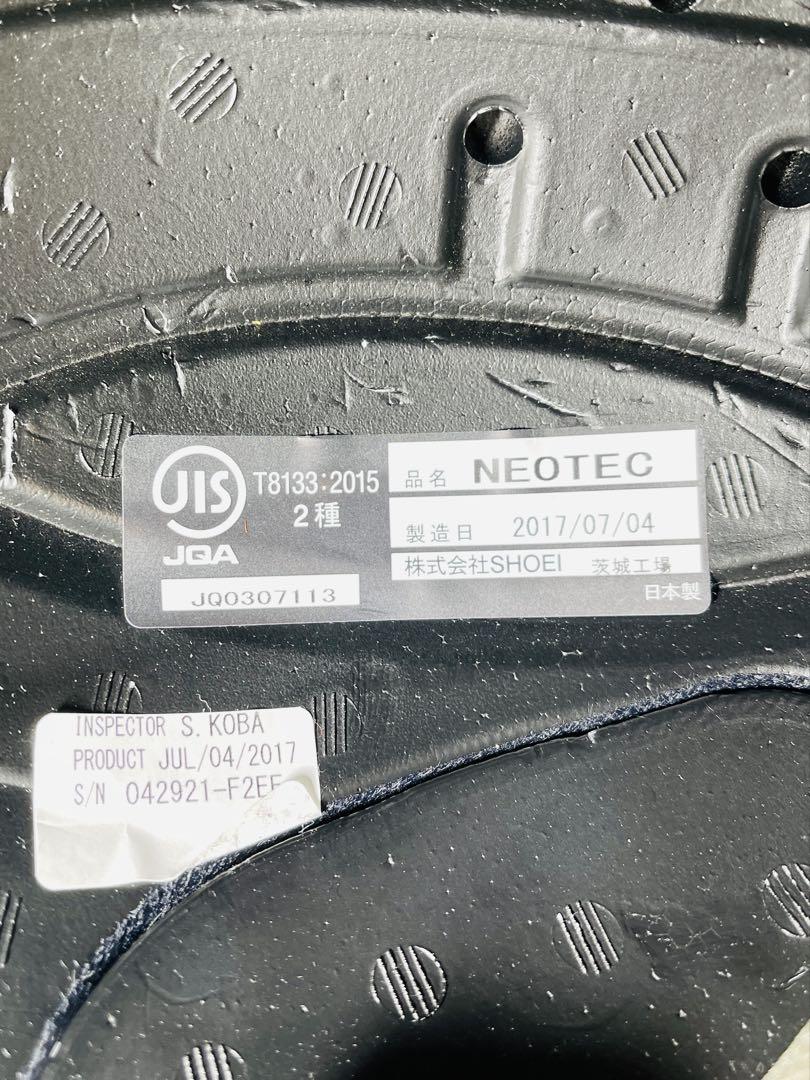 JIS
T8133:2015
2種
JQA
JQ0307113
品名 NEOTEC
製造日 2017/07/04
株式会社SHOEI 茨城工場
日本製
INSPECTOR S. KOBA
PRODUCT JUL/04/2017
S/N 042921-F2EF